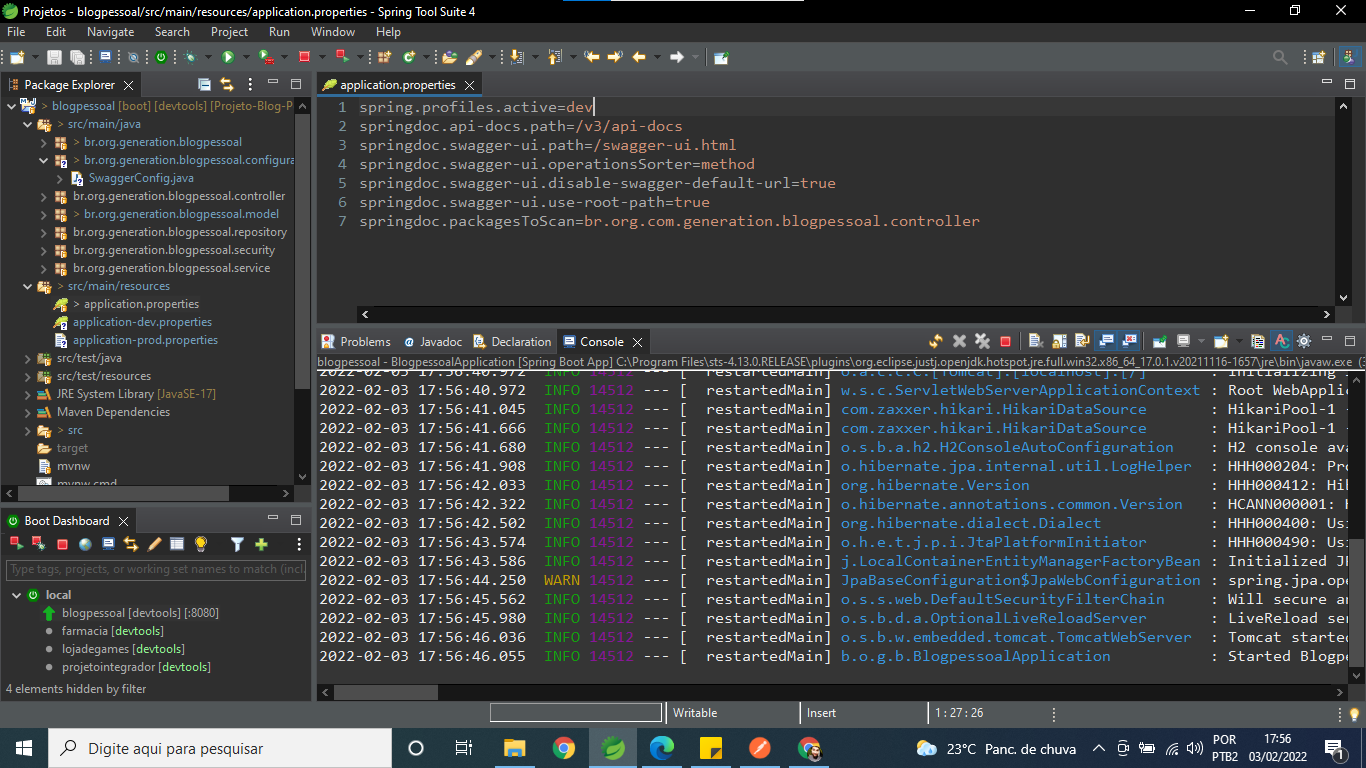 Projetos - blogpessoal/src/main/resources/application.properties - Spring Tool Suite 4
File Edit Navigate Search Project Run Window Help
Package Explorer
> blogpessoal [boot] [devtools] [Projeto-Blog-P
> src/main/java
> br.org.generation.blogpessoal
> br.org.generation.blogpessoal.configura
SwaggerConfig.java
br.org.generation.blogpessoal.controller
> br.org.generation.blogpessoal.model
br.org.generation.blogpessoal.repository
br.org.generation.blogpessoal.security
br.org.generation.blogpessoal.service
> src/main/resources
> application.properties
application-dev.properties
application-prod.properties
src/test/java
src/test/resources
JRE System Library [JavaSE-17]
Maven Dependencies
> src
target
mvnw
mvnw.cmd
application.properties
1 spring.profiles.active=dev
2 springdoc.api-docs.path=/v3/api-docs
3 springdoc.swagger-ui.path=/swagger-ui.html
4 springdoc.swagger-ui.operationsSorter=method
5 springdoc.swagger-ui.disable-swagger-default-url=true
6 springdoc.swagger-ui.use-root-path=true
7 springdoc.packagesToScan=br.org.com.generation.blogpessoal.controller
Boot Dashboard
Type tags, projects, or working set names to match (incl.
local
blogpessoal [devtools] [:8080]
farmacia [devtools]
lojadegames [devtools]
projetointegrador [devtools]
4 elements hidden by filter
Problems Javadoc Declaration Console
blogpessoal - BlogpessoalApplication [Spring Boot App] C:\Program Files\sts-4.13.0.RELEASE\plugins\org.eclipse.justj.openjdk.hotspot.jre.full.win32.x86_64_17.0.1.v20211116-1657\jre\bin\javaw.exe (3
2022-02-03 17:56:40.972 INFO 14512 --- [ restartedMain] o.a.c.c.C.[Tomcat].[localhost].[/] : Initializing
2022-02-03 17:56:40.972 INFO 14512 --- [ restartedMain] w.s.c.ServletWebServerApplicationContext : Root WebApplic
2022-02-03 17:56:41.045 INFO 14512 --- [ restartedMain] com.zaxxer.hikari.HikariDataSource : HikariPool-1 -
2022-02-03 17:56:41.666 INFO 14512 --- [ restartedMain] com.zaxxer.hikari.HikariDataSource : HikariPool-1 -
2022-02-03 17:56:41.680 INFO 14512 --- [ restartedMain] o.s.b.a.h2.H2ConsoleAutoConfiguration : H2 console ava
2022-02-03 17:56:41.908 INFO 14512 --- [ restartedMain] o.hibernate.jpa.internal.util.LogHelper : HHH000204: Pro
2022-02-03 17:56:42.033 INFO 14512 --- [ restartedMain] org.hibernate.Version : HHH000412: Hib
2022-02-03 17:56:42.322 INFO 14512 --- [ restartedMain] o.hibernate.annotations.common.Version : HCANN000001: H
2022-02-03 17:56:42.502 INFO 14512 --- [ restartedMain] org.hibernate.dialect.Dialect : HHH000400: Usi
2022-02-03 17:56:43.574 INFO 14512 --- [ restartedMain] o.h.e.t.j.p.i.JtaPlatformInitiator : HHH000490: Usi
2022-02-03 17:56:43.586 INFO 14512 --- [ restartedMain] j.LocalContainerEntityManagerFactoryBean : Initialized JP
2022-02-03 17:56:44.250 WARN 14512 --- [ restartedMain] JpaBaseConfiguration$JpaWebConfiguration : spring.jpa.ope
2022-02-03 17:56:45.562 INFO 14512 --- [ restartedMain] o.s.s.web.DefaultSecurityFilterChain : Will secure an
2022-02-03 17:56:45.980 INFO 14512 --- [ restartedMain] o.s.b.d.a.OptionalLiveReloadServer : LiveReload ser
2022-02-03 17:56:46.036 INFO 14512 --- [ restartedMain] o.s.b.w.embedded.tomcat.TomcatWebServer : Tomcat started
2022-02-03 17:56:46.055 INFO 14512 --- [ restartedMain] b.o.g.b.BlogpessoalApplication : Started Blogpe
Writable Insert 1 : 27 : 26
Digite aqui para pesquisar
23°C Panc. de chuva
POR
PTB2
17:56
03/02/2022
1